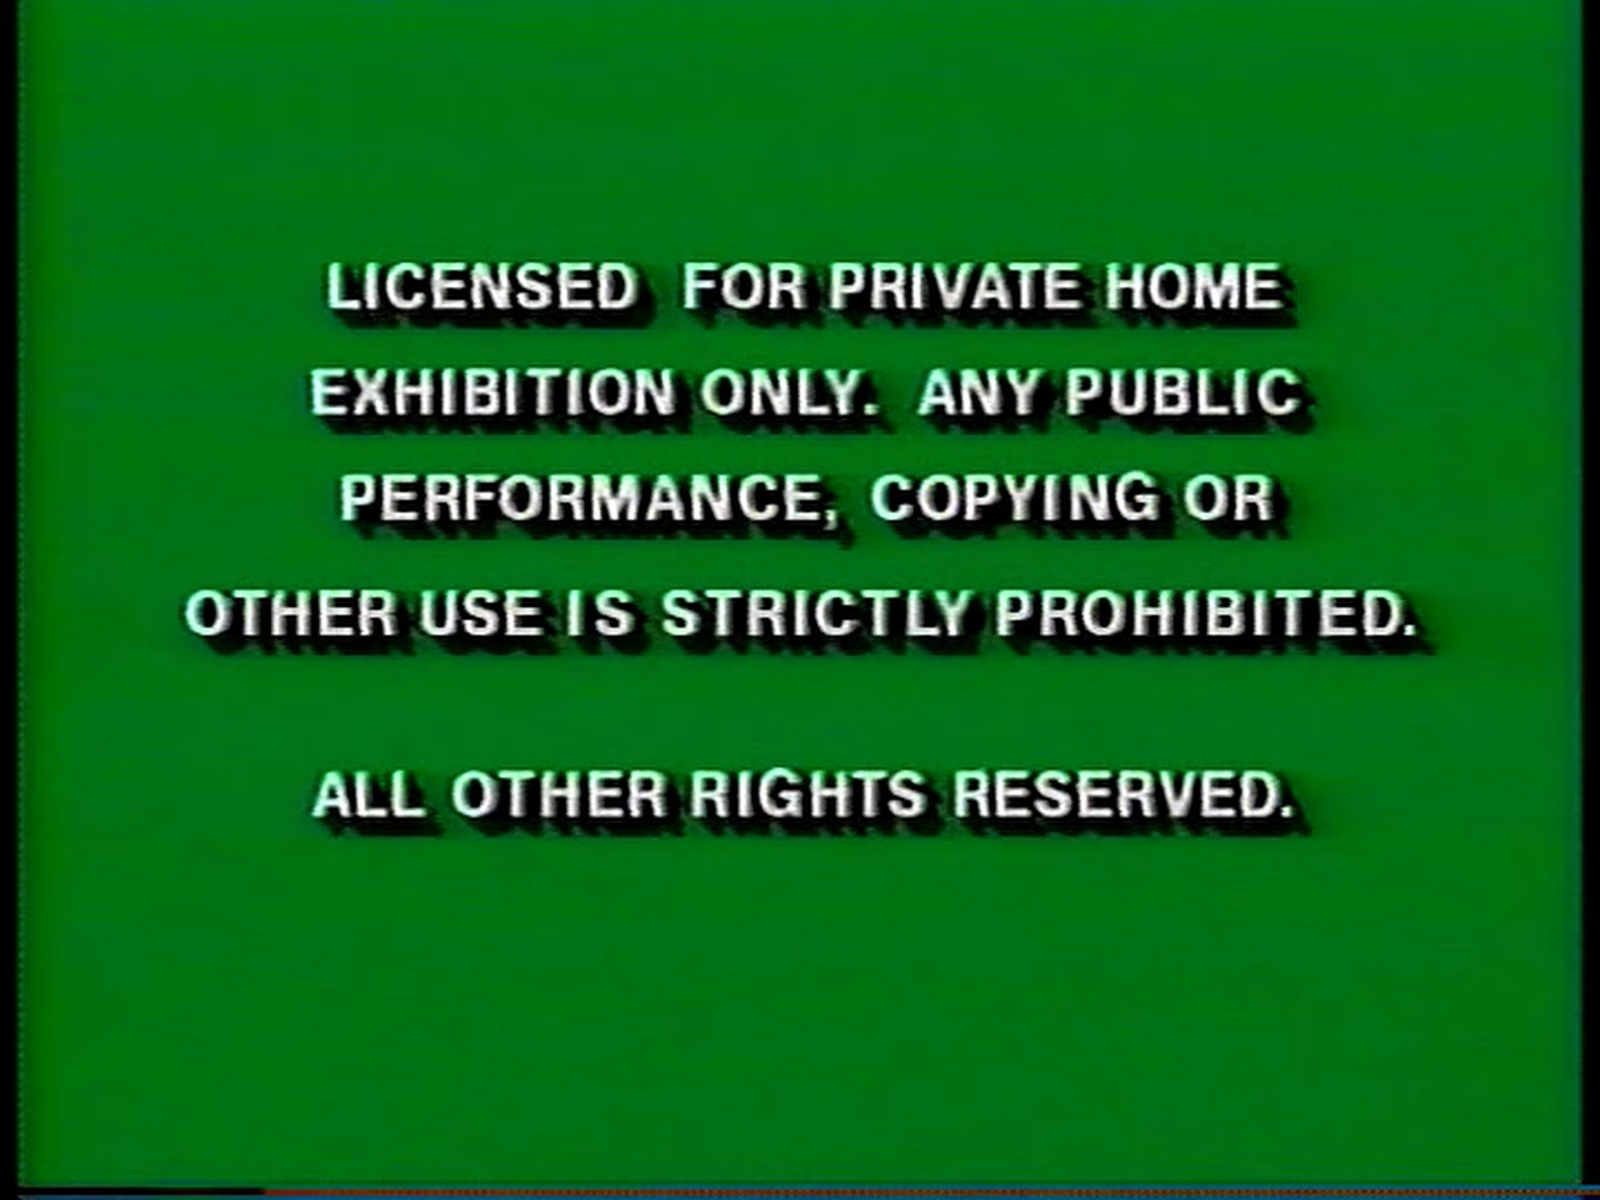 LICENSED FOR PRIVATE HOME
EXHIBITION ONLY. ANY PUBLIC
PERFORMANCE, COPYING OR
OTHER USE IS STRICTLY PROHIBITED.
ALL OTHER RIGHTS RESERVED.